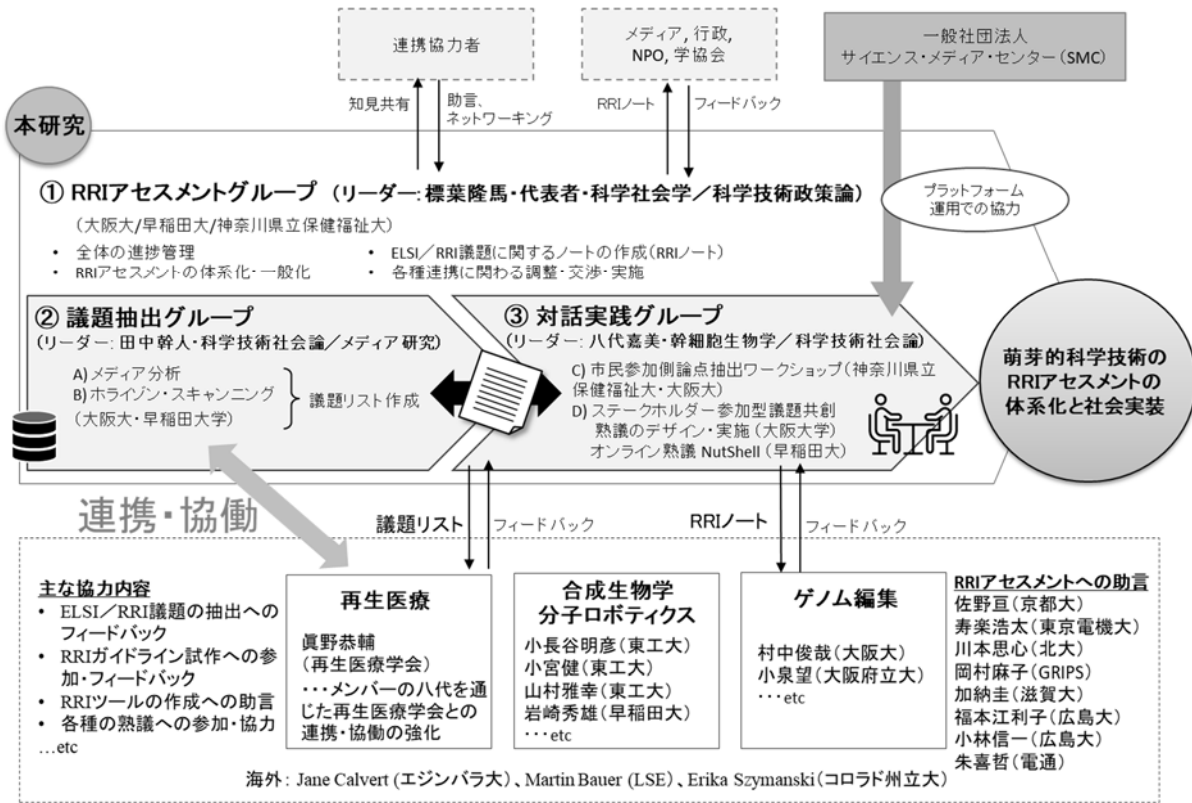 連携協力者
メディア, 行政,
NPO, 学協会
一般社団法人
サイエンス・メディア・センター(SMC)
知見共有
助言、
ネットワーキング
RRIノート
フィードバック
本研究
① RRIアセスメントグループ (リーダー: 標葉隆馬・代表者・科学社会学/科学技術政策論)
(大阪大/早稲田大/神奈川県立保健福祉大)
• 全体の進捗管理
• RRIアセスメントの体系化・一般化
• ELSI/RRI議題に関するノートの作成(RRIノート)
• 各種連携に関わる調整・交渉・実施
プラットフォーム
運用での協力
② 議題抽出グループ
(リーダー: 田中幹人・科学技術社会論/メディア研究)
A) メディア分析
B) ホライゾン・スキャンニング
(大阪大・早稲田大学)
議題リスト作成
③ 対話実践グループ
(リーダー: 八代嘉美・幹細胞生物学/科学技術社会論)
C) 市民参加側論点抽出ワークショップ(神奈川県立
保健福祉大・大阪大)
D) ステークホルダー参加型議題共創
熟議のデザイン・実施(大阪大学)
オンライン熟議 NutShell (早稲田大)
萌芽的科学技術の
RRIアセスメントの
体系化と社会実装
連携・協働
議題リスト
フィードバック
RRIノート
フィードバック
主な協力内容
• ELSI/RRI議題の抽出への
フィードバック
• RRIガイドライン試作への参
加・フィードバック
• RRIツールの作成への助言
• 各種の熟議への参加・協力
...etc
再生医療
眞野恭輔
(再生医療学会)
・・・メンバーの八代を通
じた再生医療学会との
連携・協働の強化
合成生物学
分子ロボティクス
小長谷明彦(東工大)
小宮健(東工大)
山村雅幸(東工大)
岩崎秀雄(早稲田大)
・・・etc
ゲノム編集
村中俊哉(大阪大)
小泉望(大阪府立大)
・・・etc
RRIアセスメントへの助言
佐野亘(京都大)
寿楽浩太(東京電機大)
川本思心(北大)
岡村麻子(GRIPS)
加納圭(滋賀大)
福本江利子(広島大)
小林信一(広島大)
朱喜哲(電通)
海外: Jane Calvert (エジンバラ大)、Martin Bauer (LSE)、Erika Szymanski(コロラド州立大)